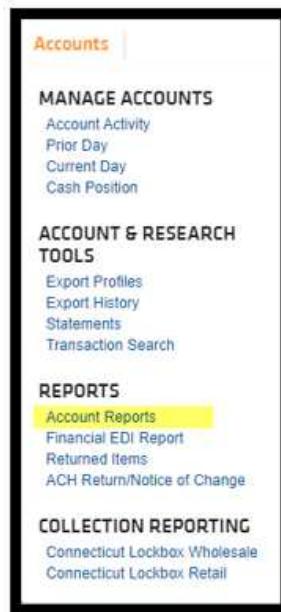 Accounts
MANAGE ACCOUNTS
Account Activity
Prior Day
Current Day
Cash Position
ACCOUNT & RESEARCH
TOOLS
Export Profiles
Export History
Statements
Transaction Search
REPORTS
Account Reports
Financial EDI Report
Returned Items
ACH Return/Notice of Change
COLLECTION REPORTING
Connecticut Lockbox Wholesale
Connecticut Lockbox Retail